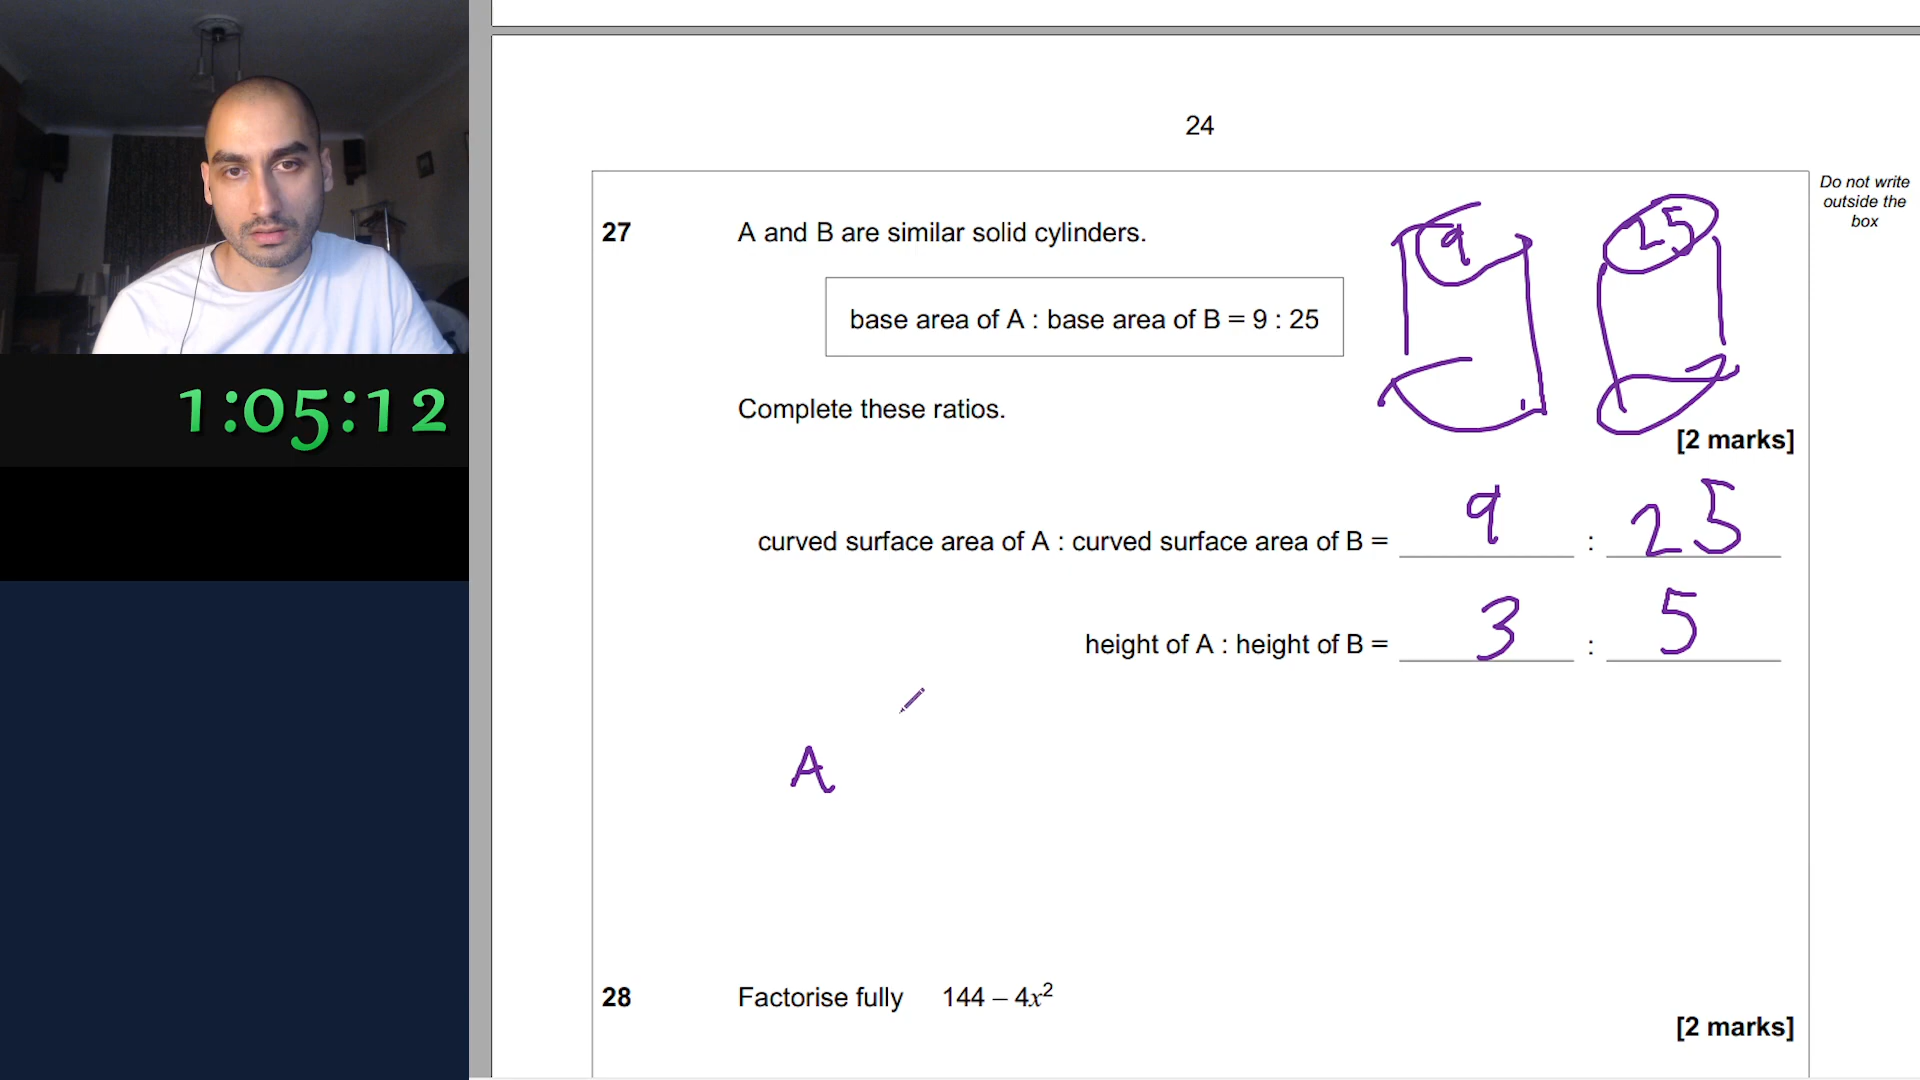 1:05:12
24
Do not write
outside the
box
27 A and B are similar solid cylinders.
9 25
base area of A : base area of B = 9 : 25
Complete these ratios.
[2 marks]
curved surface area of A : curved surface area of B = 9 : 25
height of A : height of B = 3 : 5
A
28 Factorise fully 144 – 4x²
[2 marks]